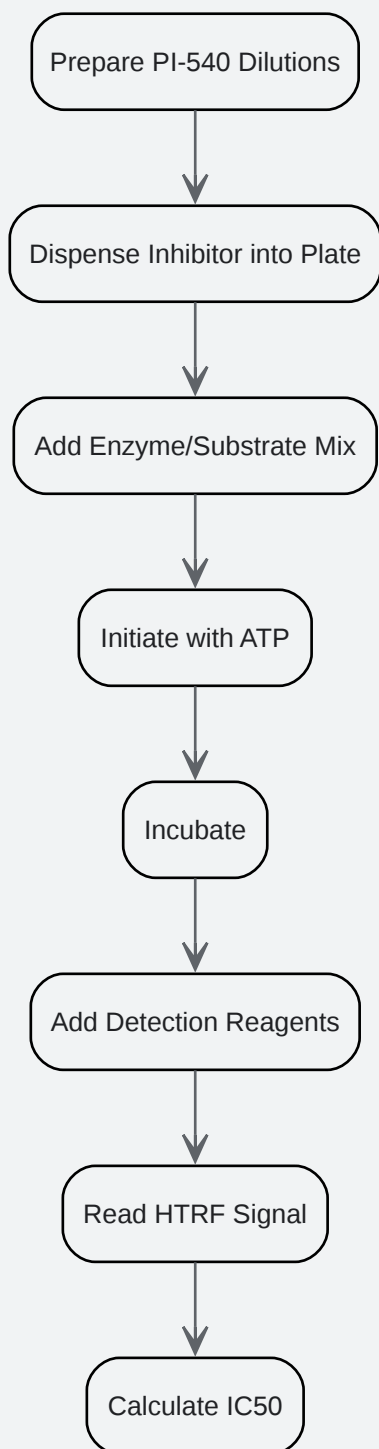 Prepare PI-540 Dilutions
Dispense Inhibitor into Plate
Add Enzyme/Substrate Mix
Initiate with ATP
Incubate
Add Detection Reagents
Read HTRF Signal
Calculate IC50